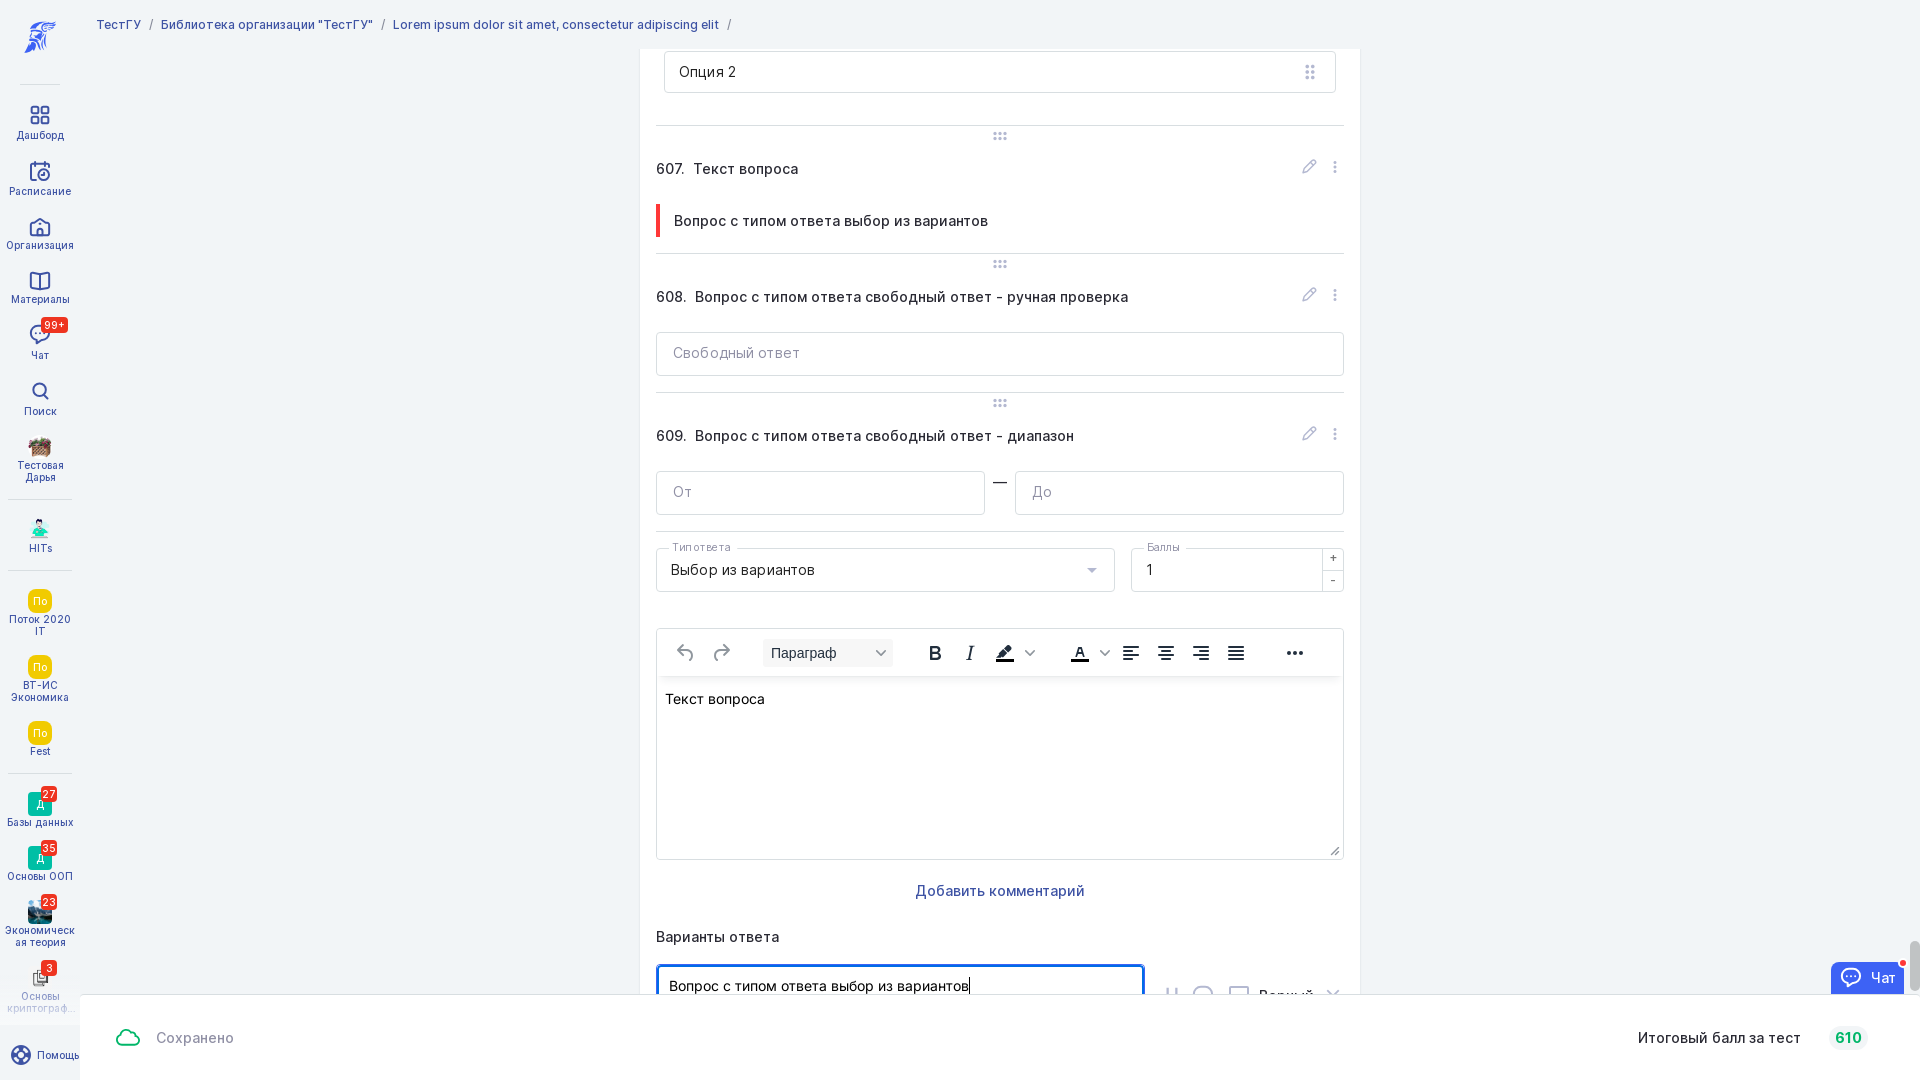 ТестГУ / Библиотека организации "ТестГУ" / Lorem ipsum dolor sit amet, consectetur adipiscing elit /
Дашборд
Расписание
Организация
Материалы
99+
Чат
Поиск
Тестовая
Дарья
HITs
По
Поток 2020
IT
По
ВТ-ИС
Экономика
По
Fest
27
Д
Базы данных
35
Д
Основы ООП
23
Экономическ
ая теория
3
Основы
криптограф...
Помощь
Опция 2
607. Текст вопроса
Вопрос с типом ответа выбор из вариантов
608. Вопрос с типом ответа свободный ответ - ручная проверка
Свободный ответ
609. Вопрос с типом ответа свободный ответ - диапазон
От — До
Тип ответа
Выбор из вариантов
Баллы
1
+
-
Параграф
Текст вопроса
Добавить комментарий
Варианты ответа
Вопрос с типом ответа выбор из вариантов
Верный
Чат
Сохранено
Итоговый балл за тест 610